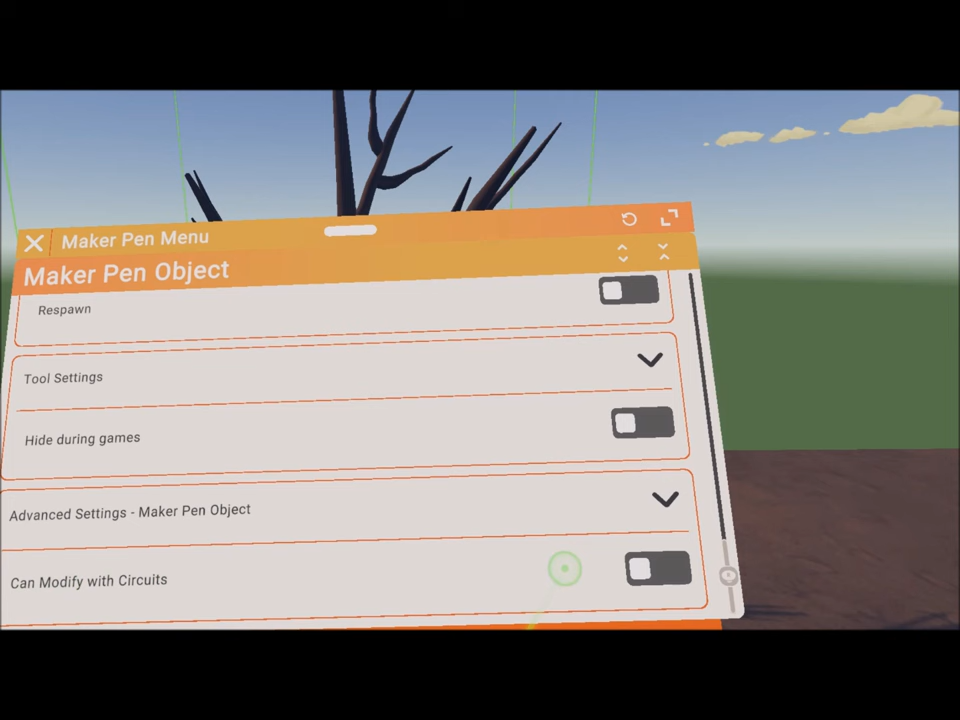 Maker Pen Menu
Maker Pen Object
Respawn
Tool Settings
Hide during games
Advanced Settings - Maker Pen Object
Can Modify with Circuits